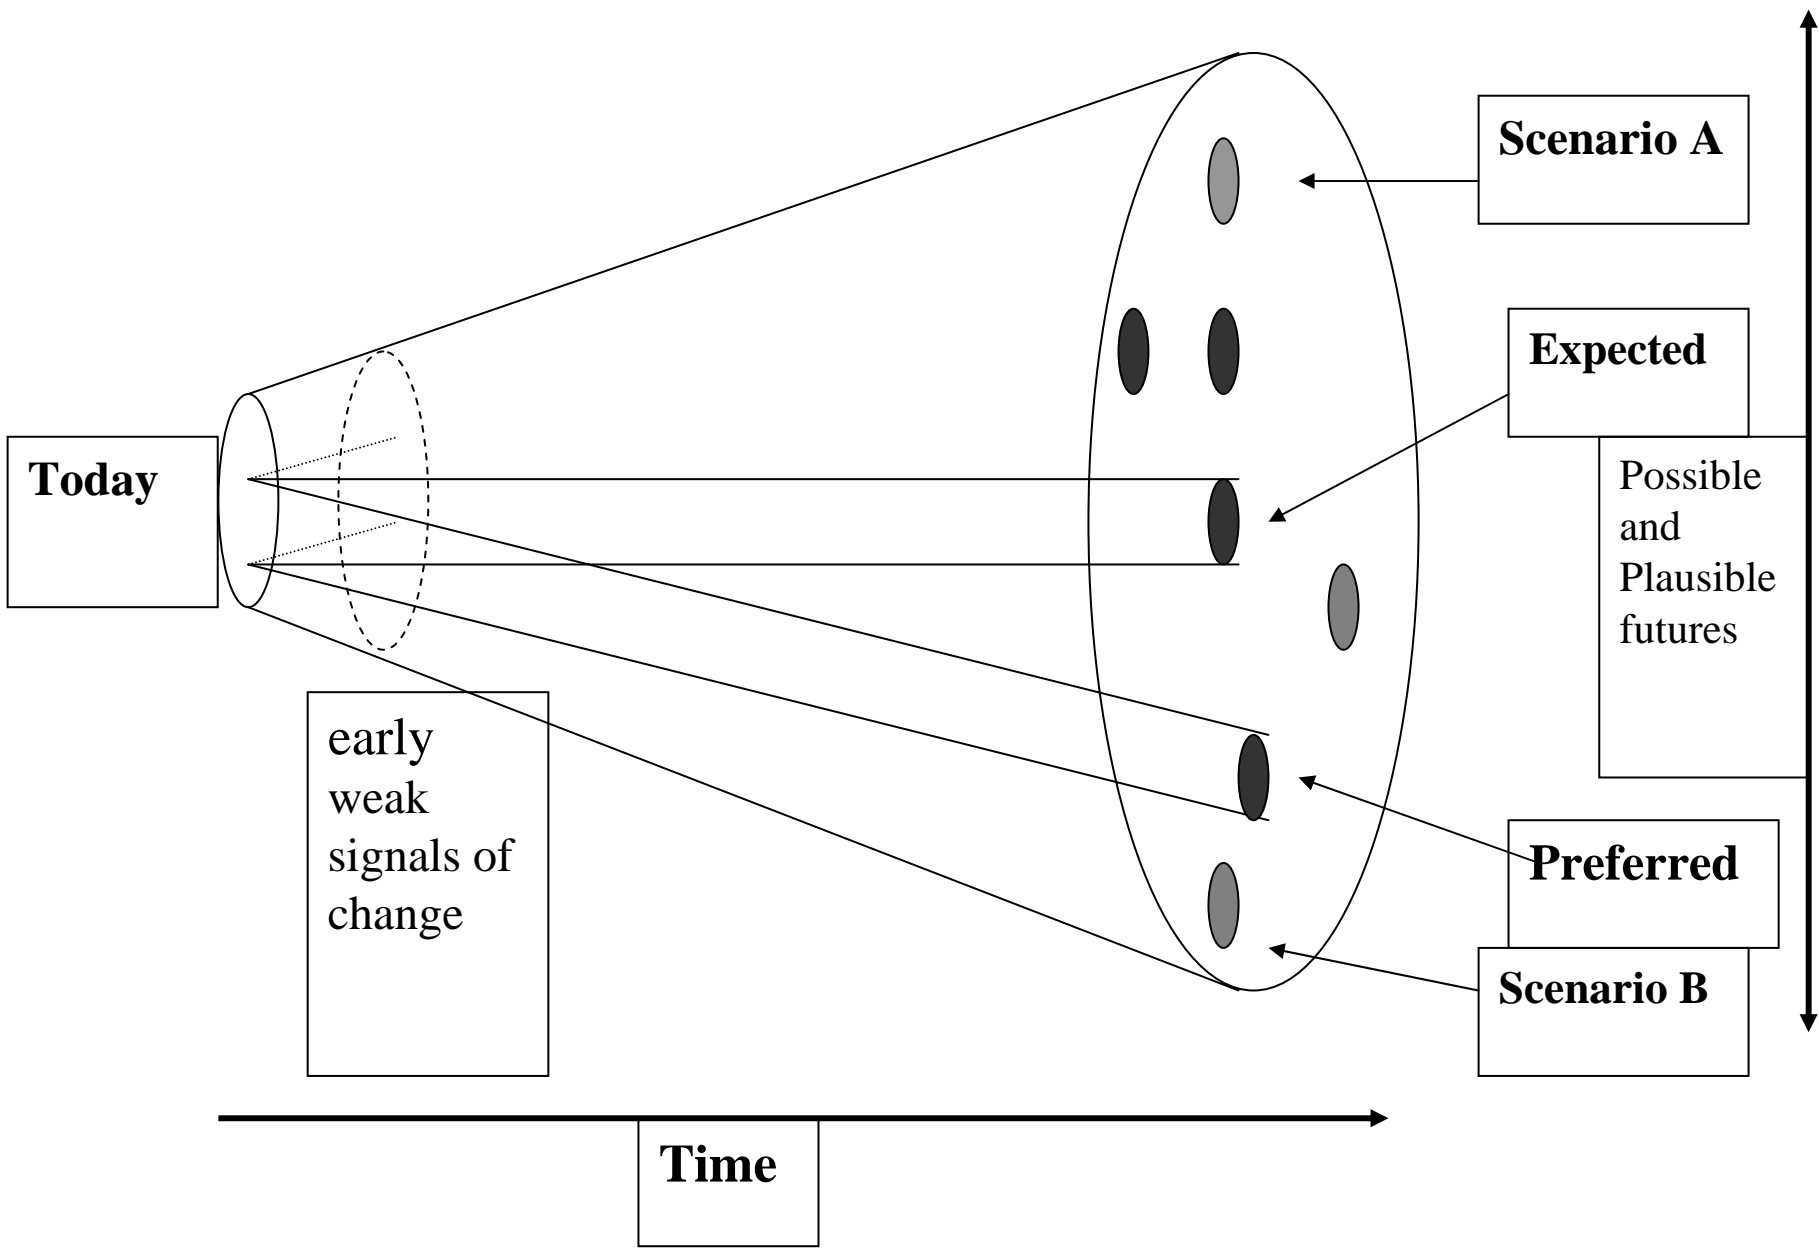 Scenario A
Expected
Today
Possible
and
Plausible
futures
early
weak
signals of
change
Preferred
Scenario B
Time